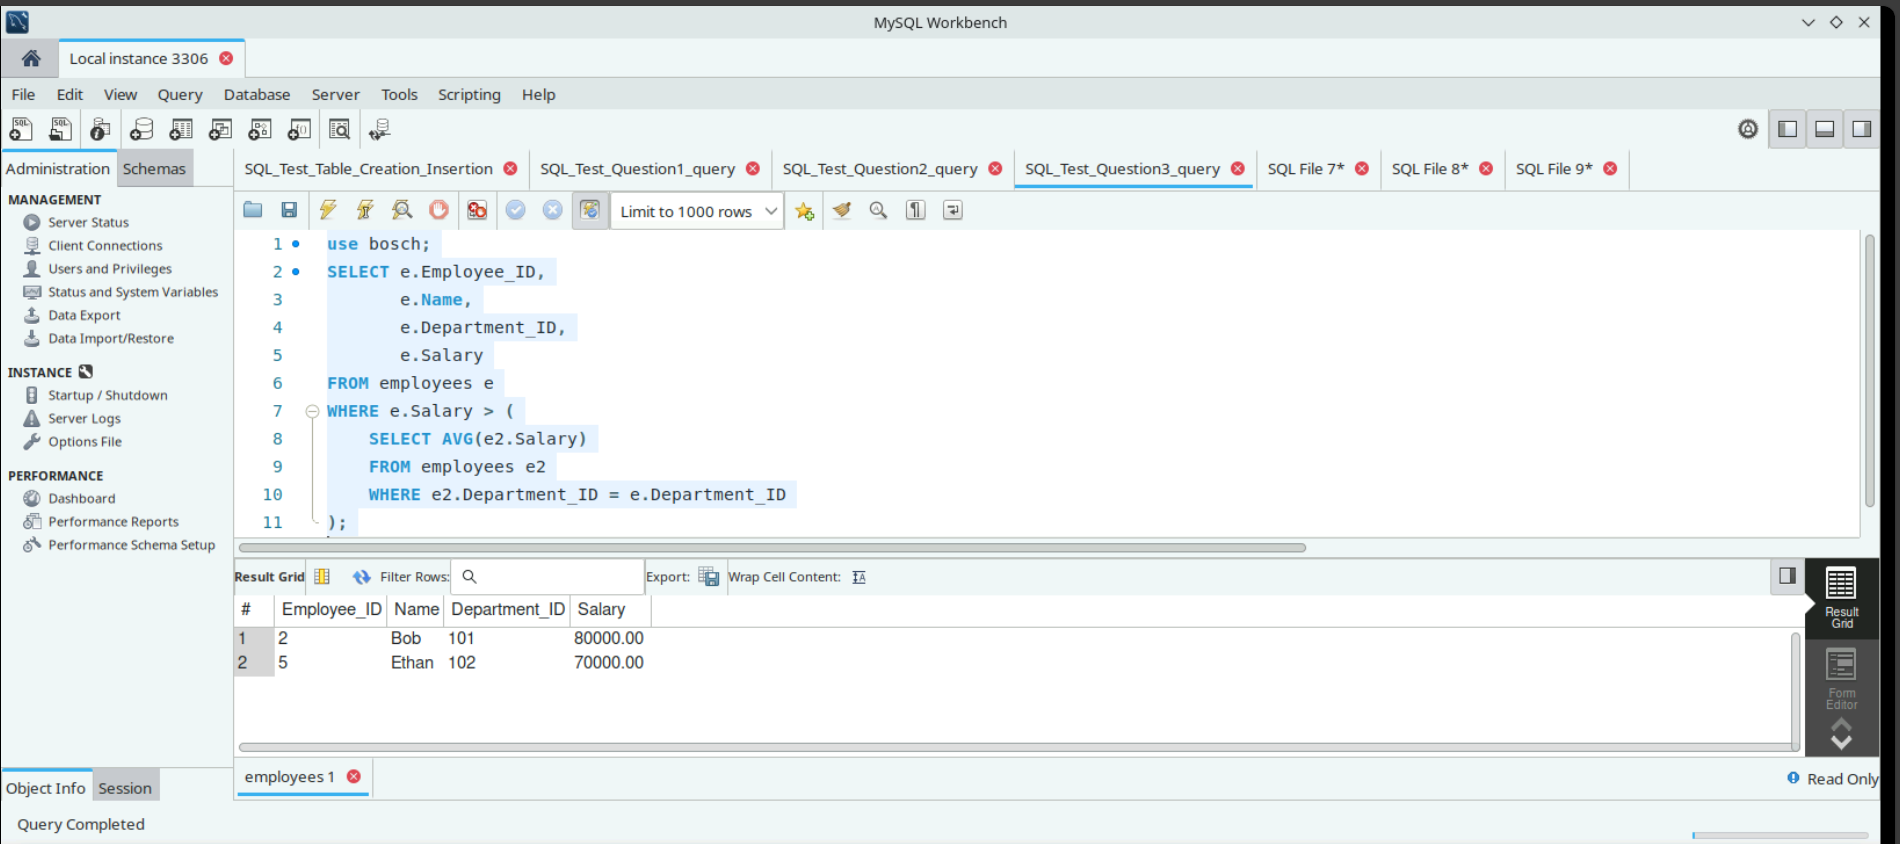 MySQL Workbench
Local instance 3306
File Edit View Query Database Server Tools Scripting Help
Administration Schemas
SQL_Test_Table_Creation_Insertion SQL_Test_Question1_query SQL_Test_Question2_query SQL_Test_Question3_query SQL File 7* SQL File 8* SQL File 9*
MANAGEMENT
Server Status
Client Connections
Users and Privileges
Status and System Variables
Data Export
Data Import/Restore
INSTANCE
Startup / Shutdown
Server Logs
Options File
PERFORMANCE
Dashboard
Performance Reports
Performance Schema Setup
Object Info Session
Limit to 1000 rows
1 use bosch;
2 SELECT e.Employee_ID,
3 e.Name,
4 e.Department_ID,
5 e.Salary
6 FROM employees e
7 WHERE e.Salary > (
8 SELECT AVG(e2.Salary)
9 FROM employees e2
10 WHERE e2.Department_ID = e.Department_ID
11 );
Result Grid Filter Rows: Export: Wrap Cell Content:
# Employee_ID Name Department_ID Salary
1 2 Bob 101 80000.00
2 5 Ethan 102 70000.00
Result
Grid
Form
Editor
employees 1
Read Only
Query Completed